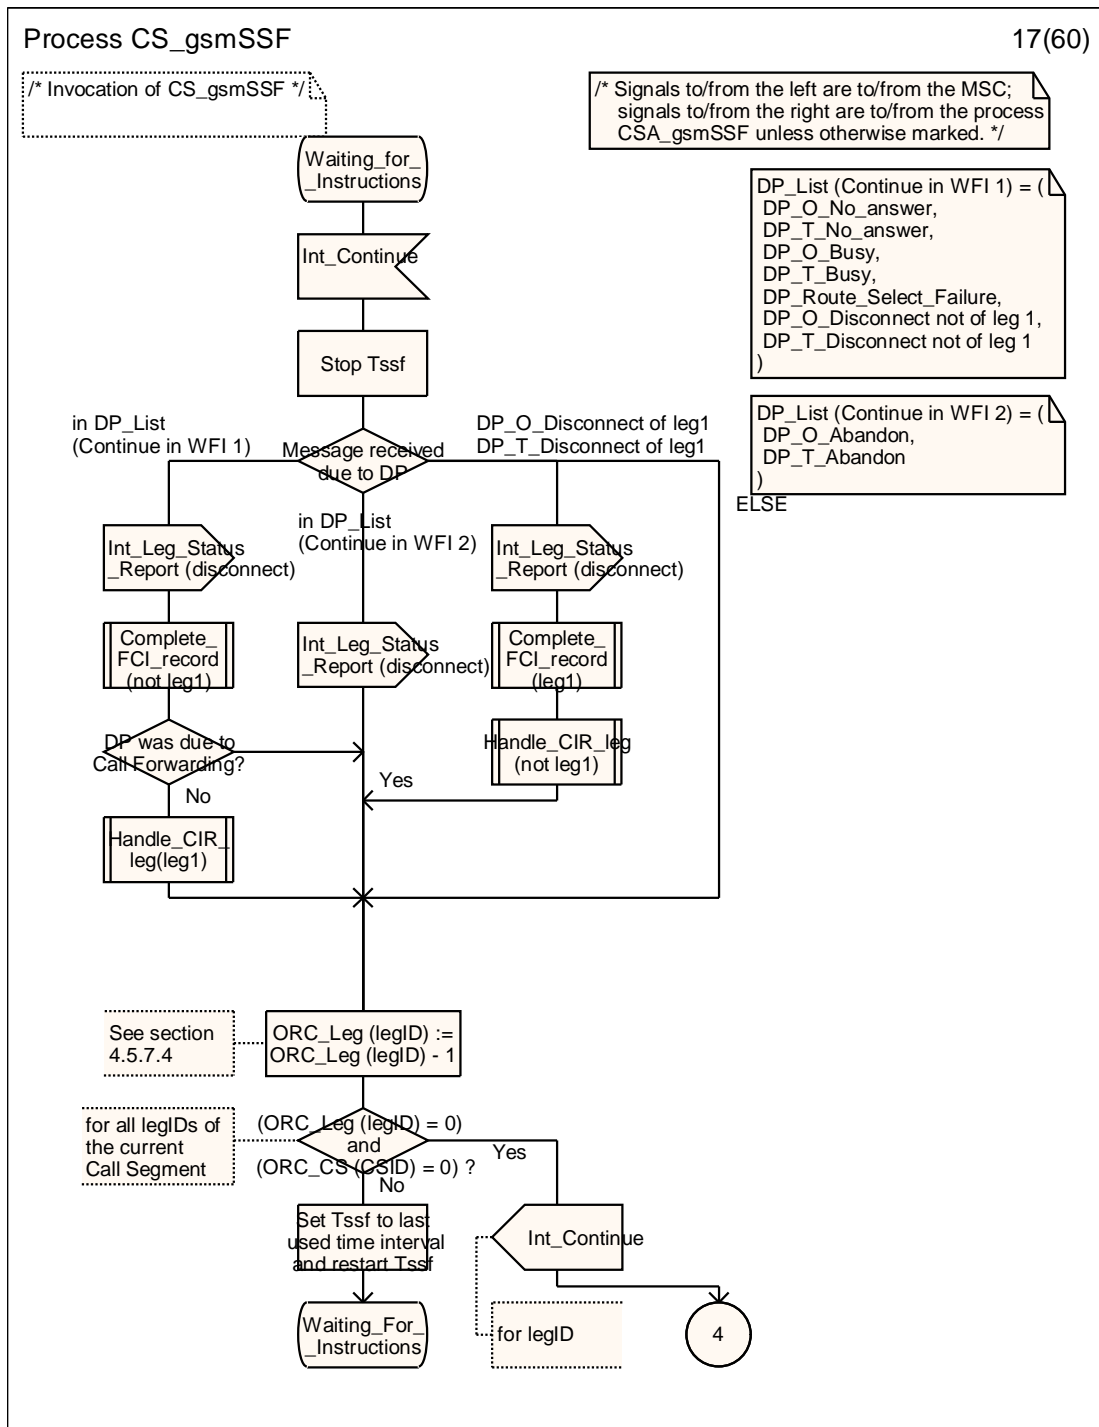 Process CS_gsmSSF
17(60)
/* Invocation of CS_gsmSSF */
/* Signals to/from the left are to/from the MSC;
signals to/from the right are to/from the process
CSA_gsmSSF unless otherwise marked. */
Waiting_for_
_Instructions
DP_List (Continue in WFI 1) = (
DP_O_No_answer,
DP_T_No_answer,
DP_O_Busy,
DP_T_Busy,
DP_Route_Select_Failure,
DP_O_Disconnect not of leg 1,
DP_T_Disconnect not of leg 1
)
Int_Continue
Stop Tssf
DP_List (Continue in WFI 2) = (
DP_O_Abandon,
DP_T_Abandon
)
in DP_List
(Continue in WFI 1)
Message received
due to DP
DP_O_Disconnect of leg1
DP_T_Disconnect of leg1
ELSE
in DP_List
(Continue in WFI 2)
Int_Leg_Status
_Report (disconnect)
Int_Leg_Status
_Report (disconnect)
Complete_
FCI_record
(not leg1)
Int_Leg_Status
_Report (disconnect)
Complete_
FCI_record
(leg1)
DP was due to
Call Forwarding?
Handle_CIR_leg
(not leg1)
Yes
No
Handle_CIR_
leg(leg1)
See section
4.5.7.4
ORC_Leg (legID) :=
ORC_Leg (legID) - 1
for all legIDs of
the current
Call Segment
(ORC_Leg (legID) = 0)
and
(ORC_CS (CSID) = 0) ?
Yes
No
Set Tssf to last
used time interval
and restart Tssf
Int_Continue
Waiting_For_
_Instructions
for legID
4